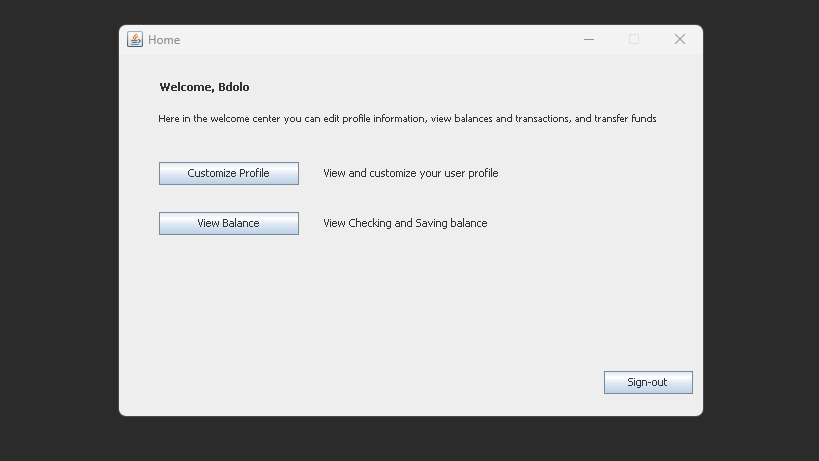 Home
Welcome, Bdolo
Here in the welcome center you can edit profile information, view balances and transactions, and transfer funds
Customize Profile View and customize your user profile
View Balance View Checking and Saving balance
Sign-out